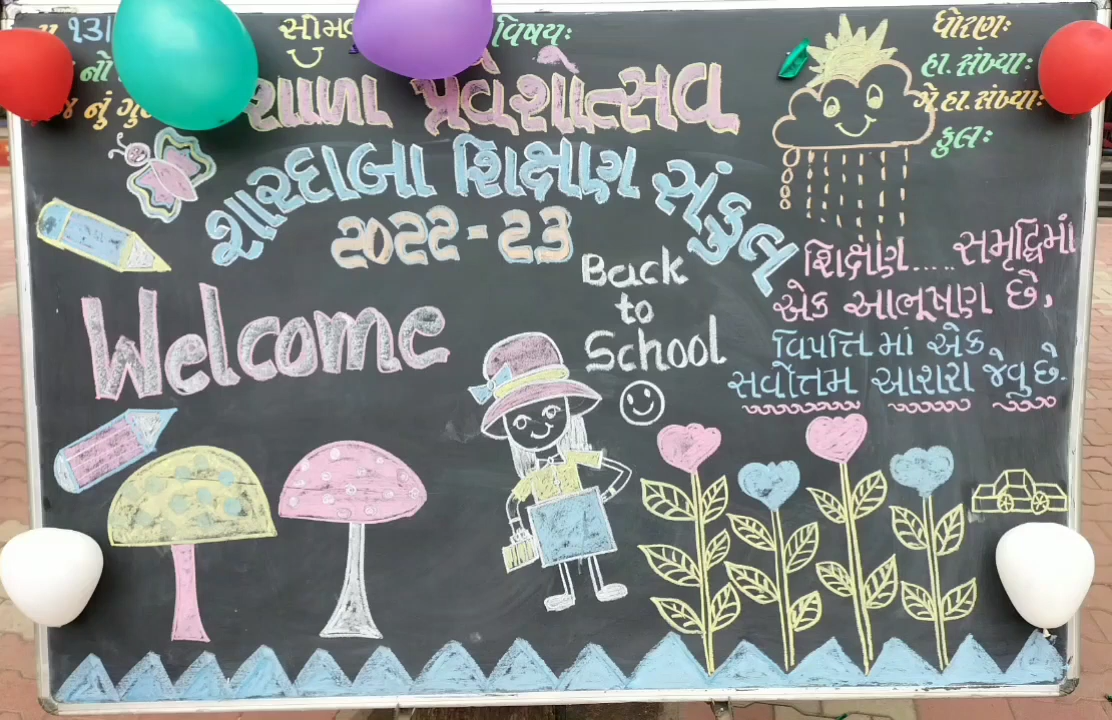 ૧૩/
વિષય:
ધોરણ:
નો
હા. સંખ્યા:
નું
ગે.હા. સંખ્યા:
કુલ:
શાળા પ્રવેશોત્સવ
શારદાબા શિક્ષણ સંકુલ
૨૦૨૨-૨૩
Back
to
School
Welcome
શિક્ષણ..... સમૃદ્ધિમાં
એક આભૂષણ છે,
વિપત્તિ માં એક
સર્વોત્તમ આશરા જેવુ છે.